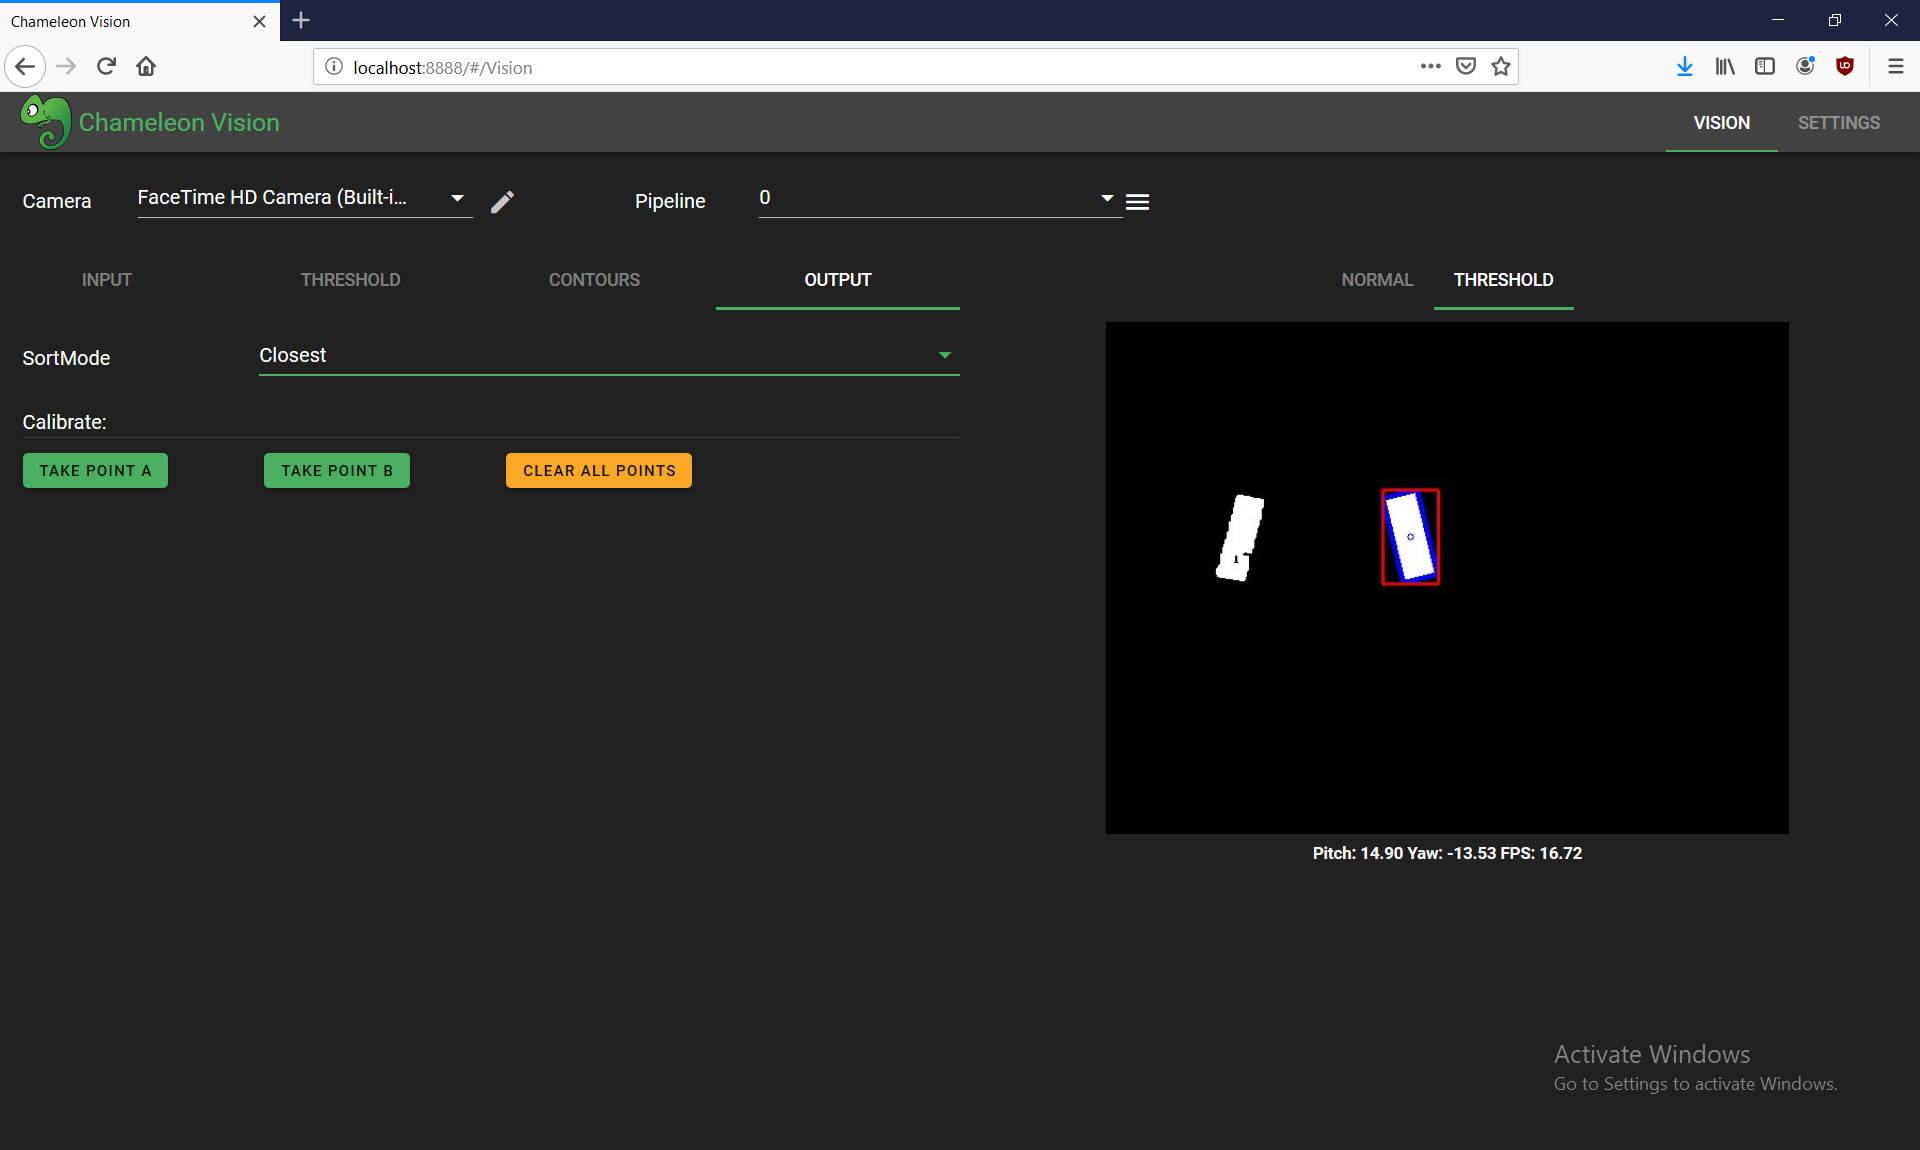 Chameleon Vision
localhost:8888/#/Vision
Chameleon Vision
VISION
SETTINGS
Camera
FaceTime HD Camera (Built-i...
Pipeline
0
INPUT
THRESHOLD
CONTOURS
OUTPUT
NORMAL
THRESHOLD
SortMode
Closest
Calibrate:
TAKE POINT A
TAKE POINT B
CLEAR ALL POINTS
Pitch: 14.90 Yaw: -13.53 FPS: 16.72
Activate Windows
Go to Settings to activate Windows.